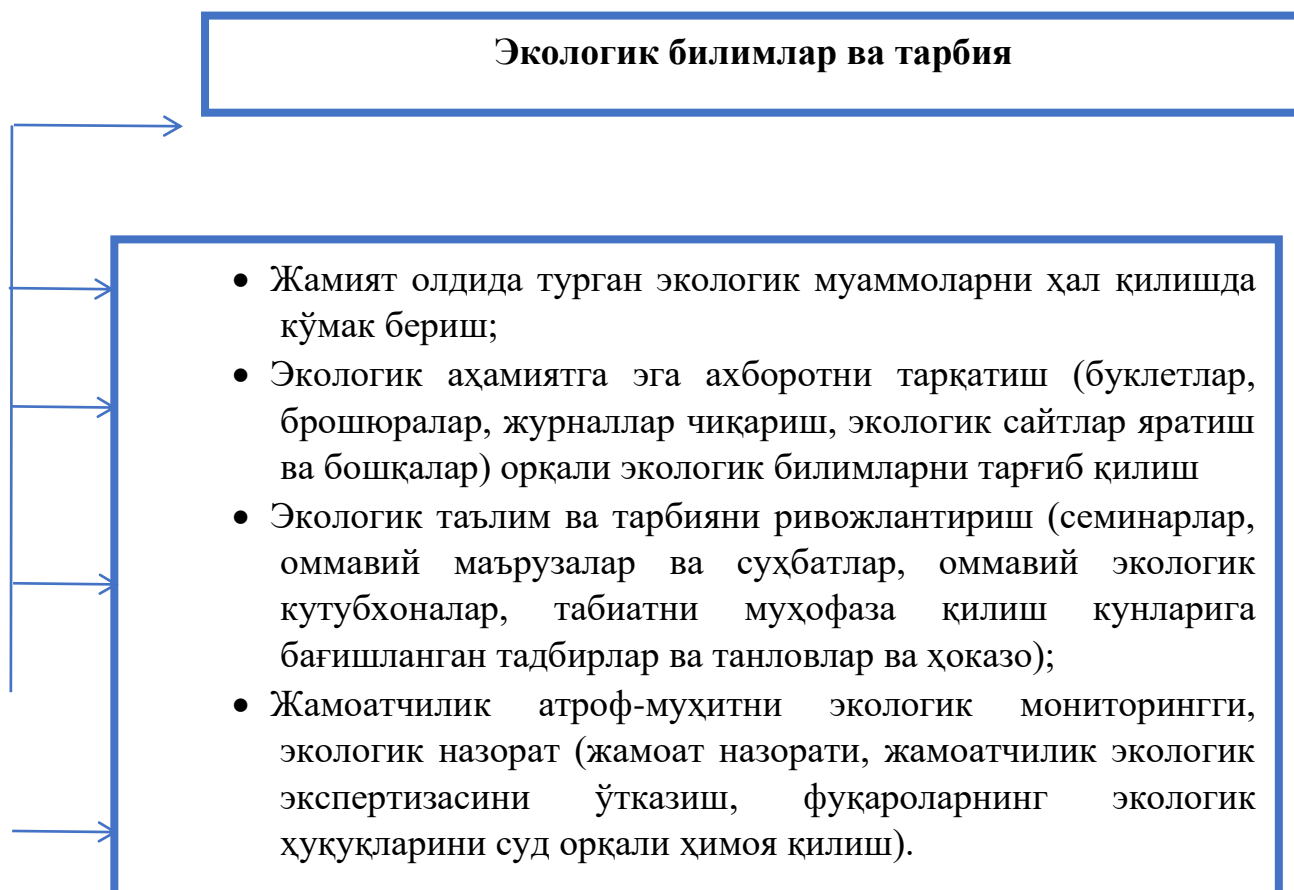 Экологик билимлар ва тарбия
• Жамият олдида турган экологик муаммоларни ҳал қилишда
кўмак бериш;
• Экологик аҳамиятга эга ахборотни тарқатиш (буклетлар,
брошюралар, журналлар чиқариш, экологик сайтлар яратиш
ва бошқалар) орқали экологик билимларни тарғиб қилиш
• Экологик таълим ва тарбияни ривожлантириш (семинарлар,
оммавий маърузалар ва суҳбатлар, оммавий экологик
кутубхоналар, табиатни муҳофаза қилиш кунларига
бағишланган тадбирлар ва танловлар ва ҳоказо);
• Жамоатчилик атроф-муҳитни экологик мониторингги,
экологик назорат (жамоат назорати, жамоатчилик экологик
экспертизасини ўтказиш, фуқароларнинг экологик
ҳуқуқларини суд орқали ҳимоя қилиш).